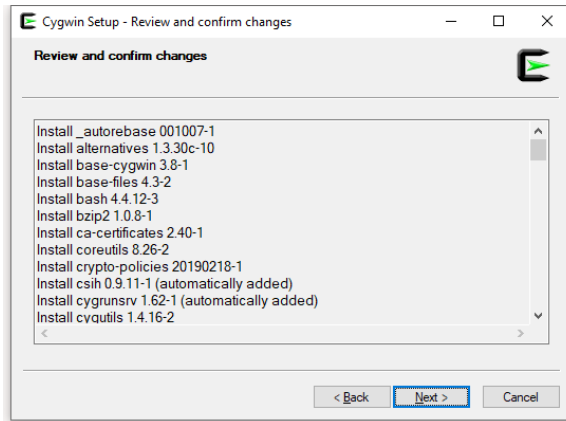 Cygwin Setup - Review and confirm changes
Review and confirm changes
Install _autorebase 001007-1
Install alternatives 1.3.30c-10
Install base-cygwin 3.8-1
Install base-files 4.3-2
Install bash 4.4.12-3
Install bzip2 1.0.8-1
Install ca-certificates 2.40-1
Install coreutils 8.26-2
Install crypto-policies 20190218-1
Install csih 0.9.11-1 (automatically added)
Install cygrunsrv 1.62-1 (automatically added)
Install cygutils 1.4.16-2
< Back Next > Cancel